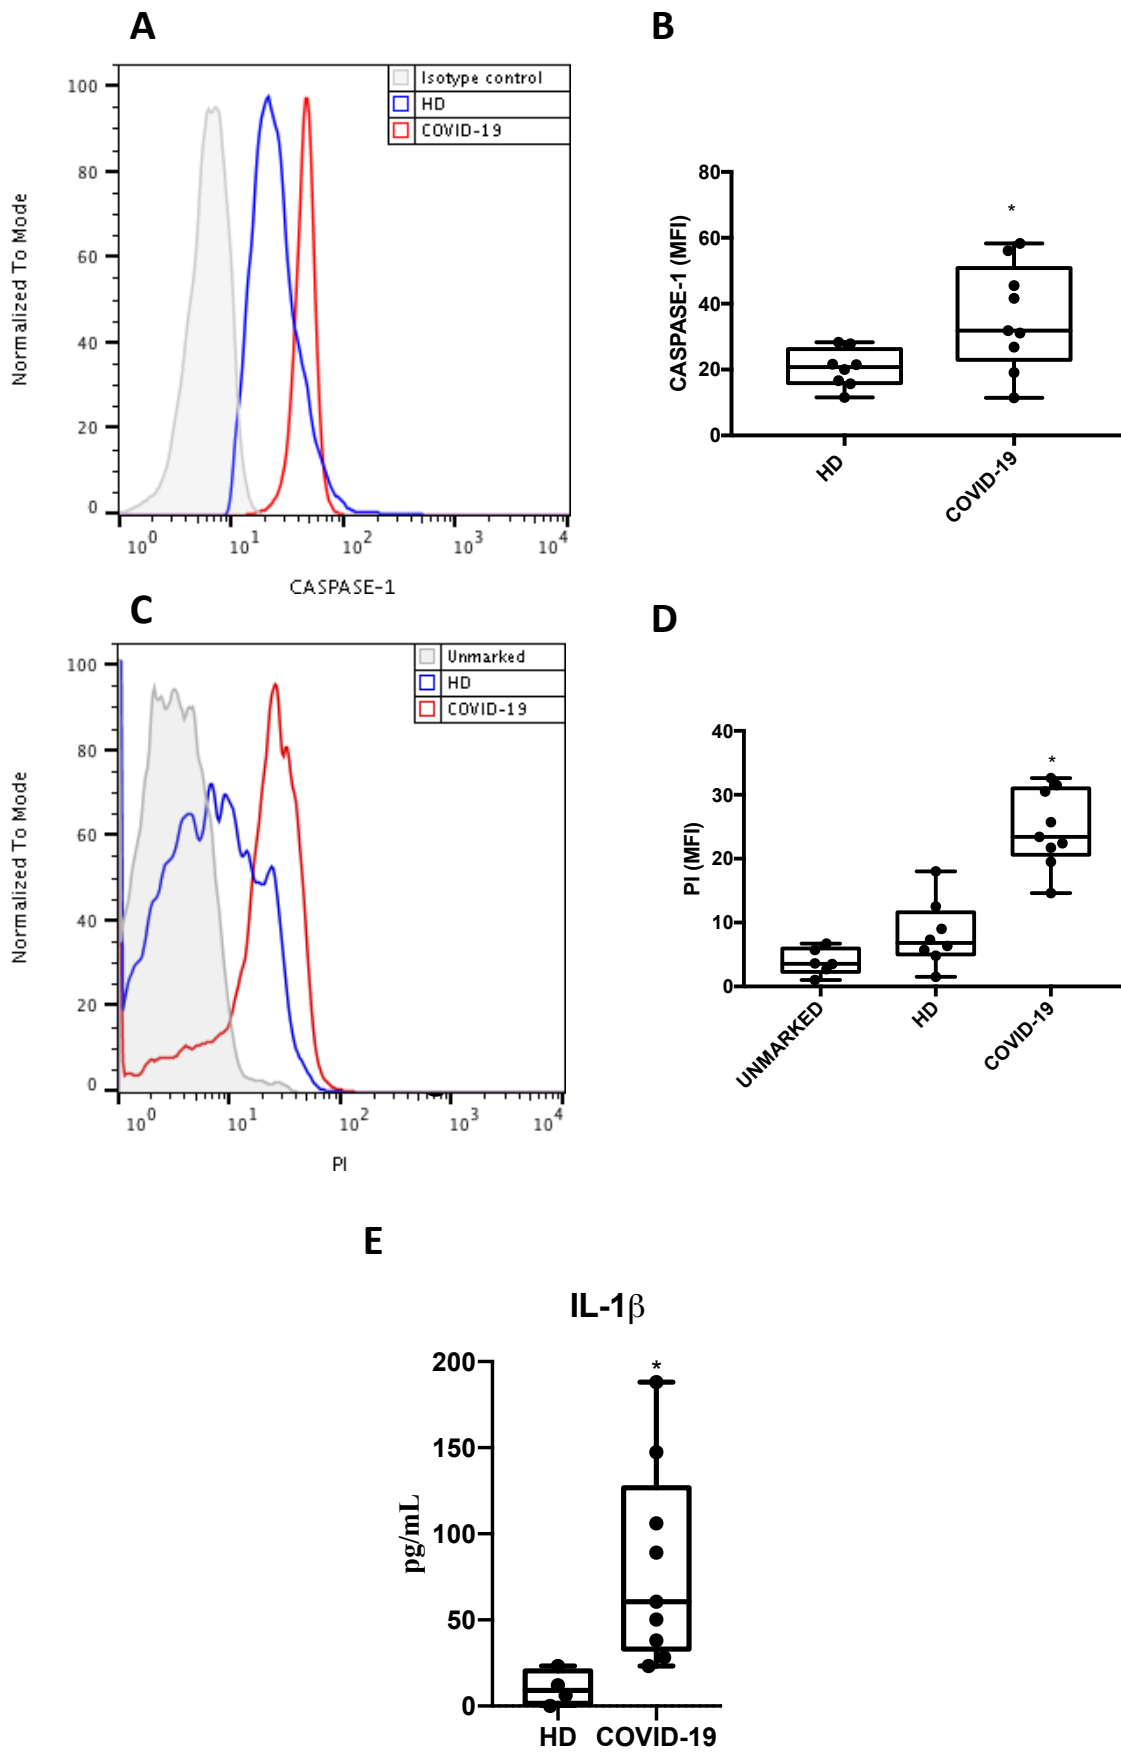 A
B
Isotype control
HD
COVID-19
100
80
60
40
20
0
Normalized To Mode
10^0 10^1 10^2 10^3 10^4
CASPASE-1
80
60
40
20
0
CASPASE-1 (MFI)
*
HD
COVID-19
C
D
Unmarked
HD
COVID-19
100
80
60
40
20
0
Normalized To Mode
10^0 10^1 10^2 10^3 10^4
PI
40
30
20
10
0
PI (MFI)
*
UNMARKED
HD
COVID-19
E
IL-1β
200
150
100
50
0
pg/mL
*
HD COVID-19